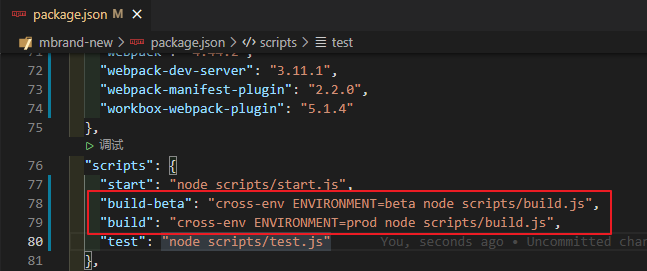 package.json M
mbrand-new > package.json > scripts > test
71 "webpack": "4.44.2",
72 "webpack-dev-server": "3.11.1",
73 "webpack-manifest-plugin": "2.2.0",
74 "workbox-webpack-plugin": "5.1.4"
75 },
调试
76 "scripts": {
77 "start": "node scripts/start.js",
78 "build-beta": "cross-env ENVIRONMENT=beta node scripts/build.js",
79 "build": "cross-env ENVIRONMENT=prod node scripts/build.js",
80 "test": "node scripts/test.js" You, seconds ago • Uncommitted chan
81 },